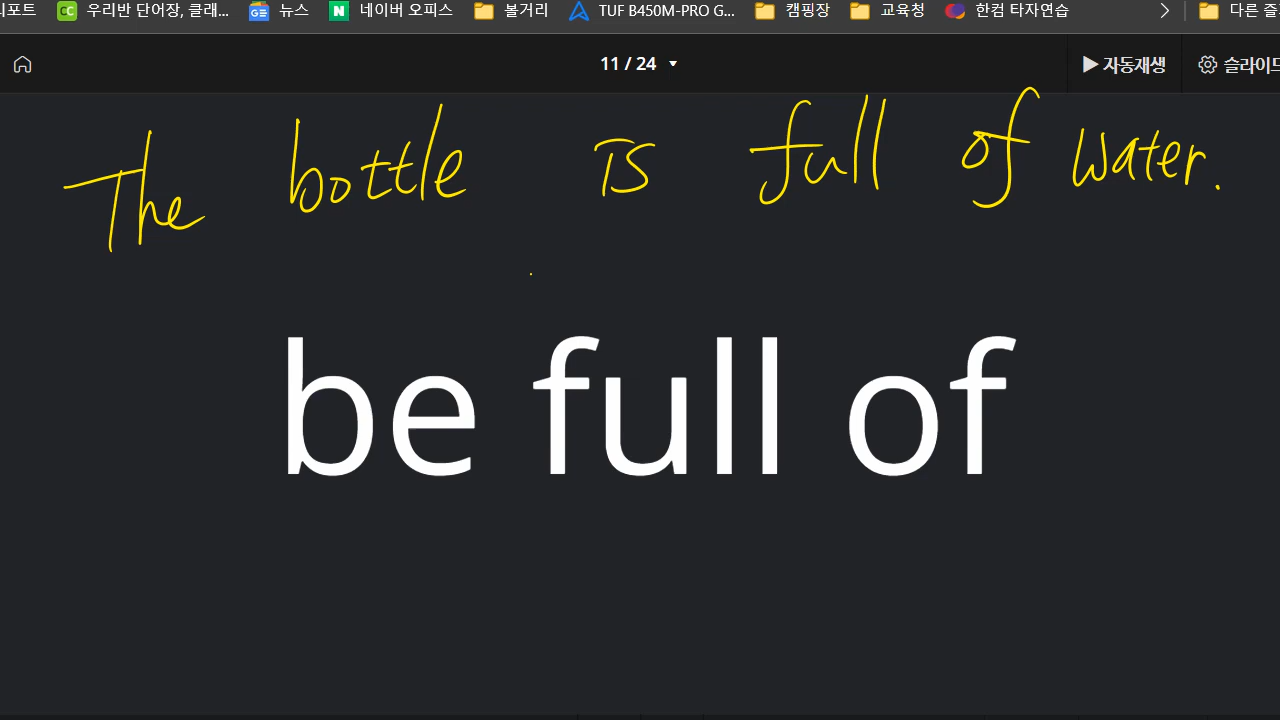 리포트 우리반 단어장, 클래... 뉴스 네이버 오피스 볼거리 TUF B450M-PRO G... 캠핑장 교육청 한컴 타자연습 다른 즐
11 / 24 자동재생 슬라이드
The bottle is full of water.
be full of